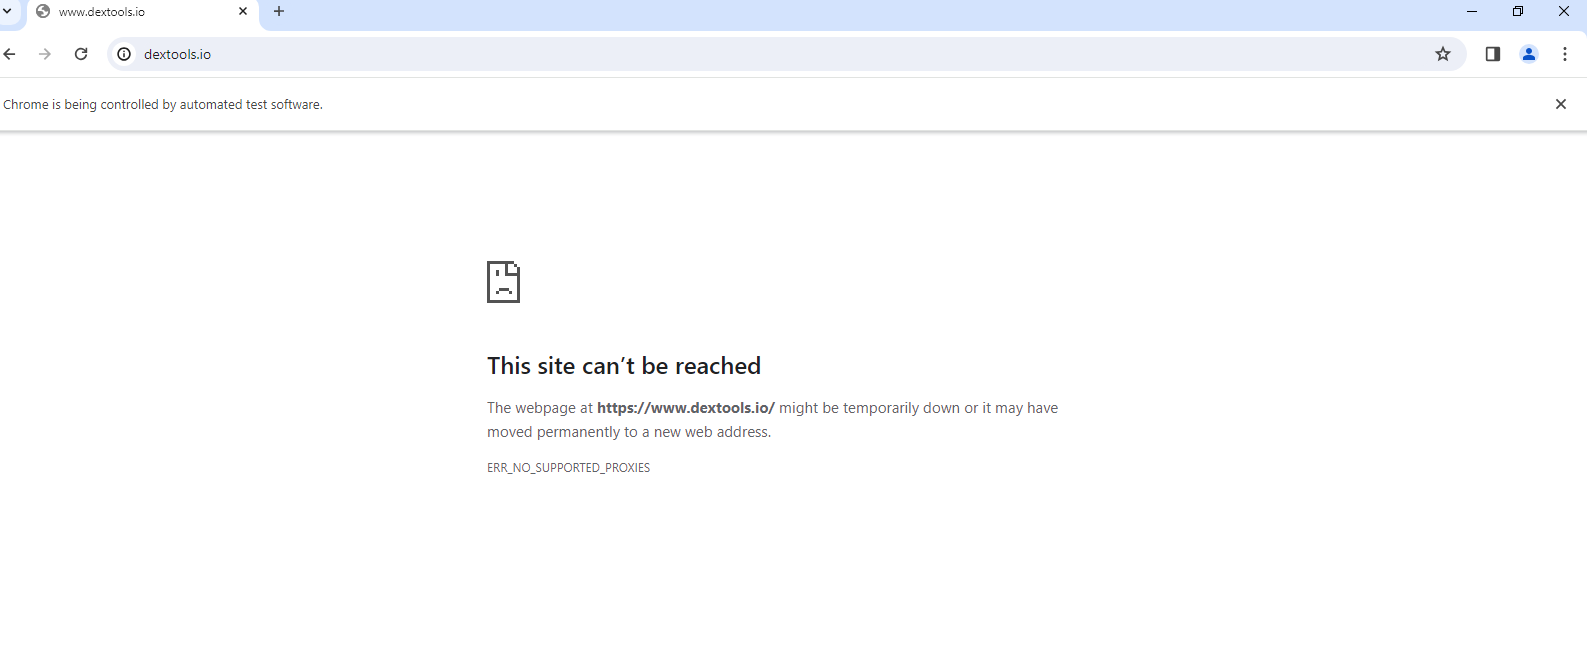 www.dextools.io
dextools.io
Chrome is being controlled by automated test software.
This site can’t be reached
The webpage at https://www.dextools.io/ might be temporarily down or it may have
moved permanently to a new web address.
ERR_NO_SUPPORTED_PROXIES